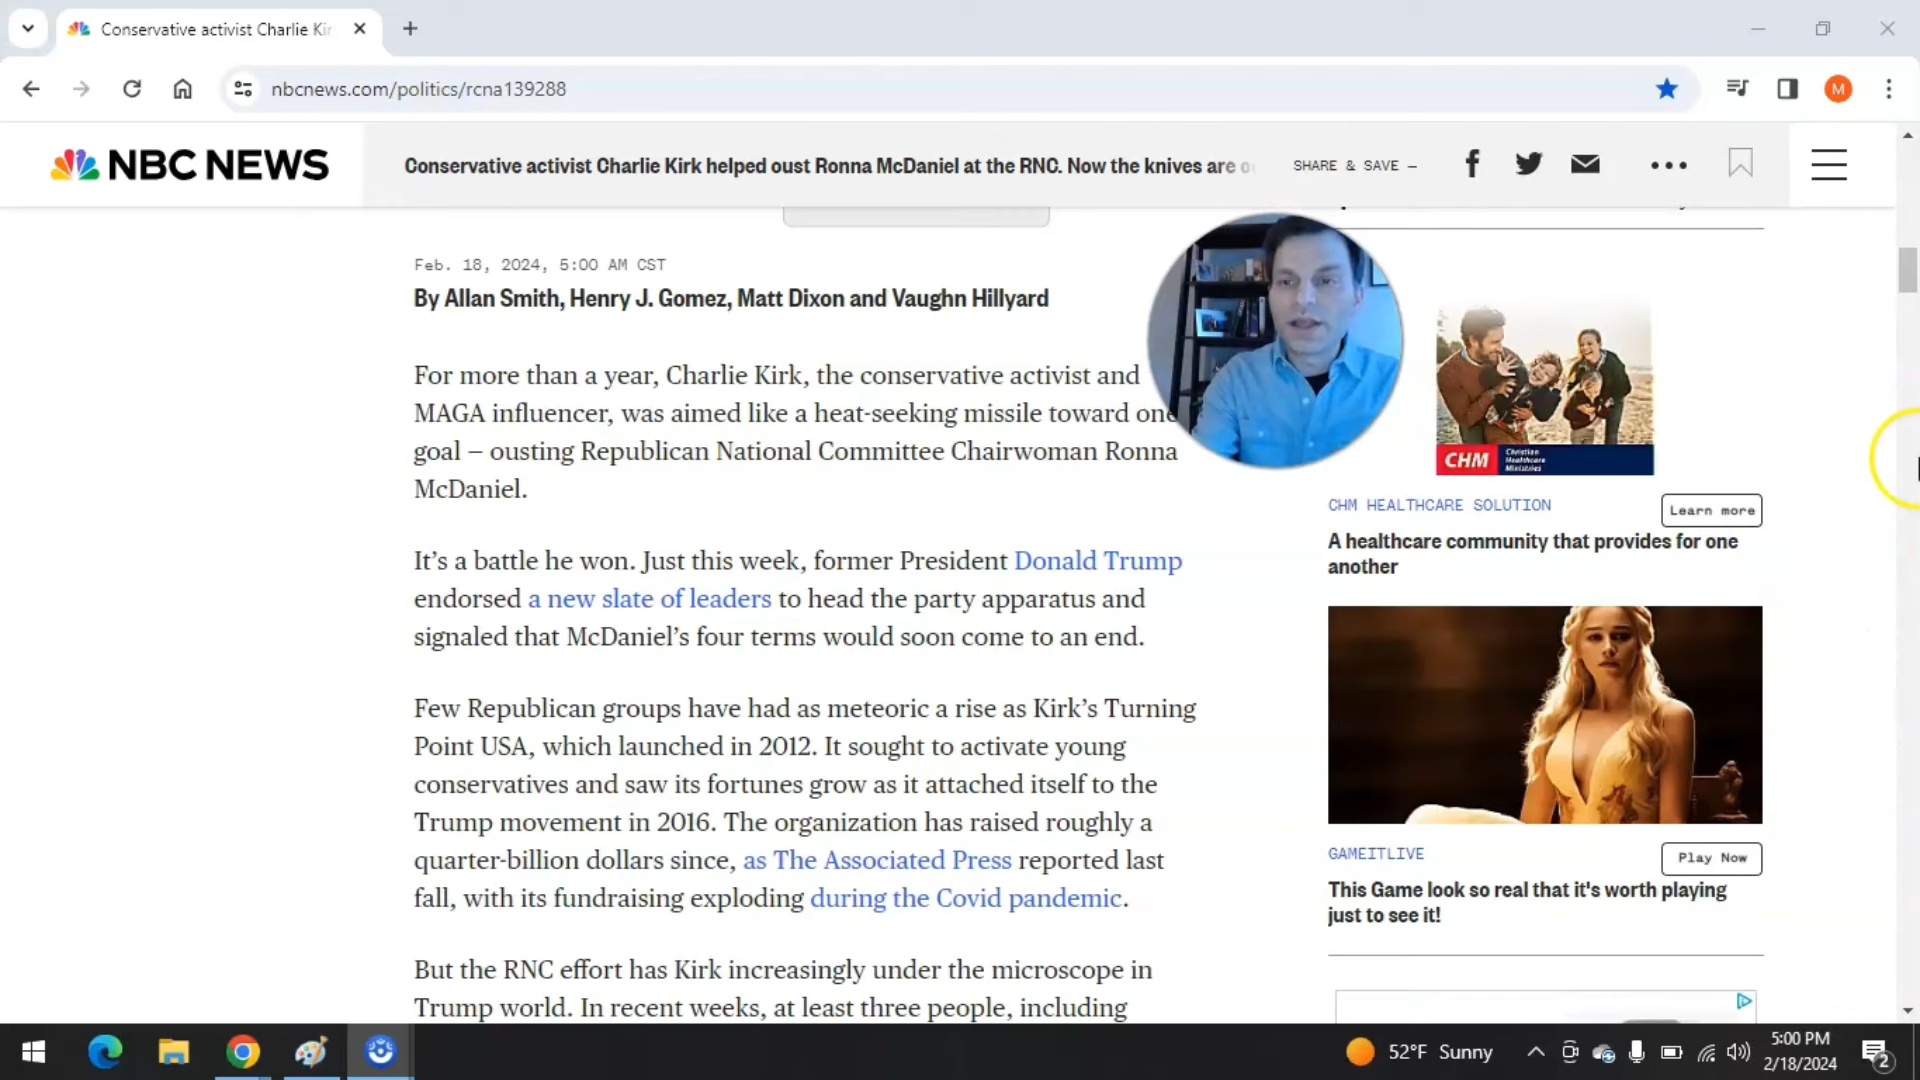 Conservative activist Charlie Kir
nbcnews.com/politics/rcna139288
M
NBC NEWS
Conservative activist Charlie Kirk helped oust Ronna McDaniel at the RNC. Now the knives are
SHARE & SAVE —
Feb. 18, 2024, 5:00 AM CST
By Allan Smith, Henry J. Gomez, Matt Dixon and Vaughn Hillyard
For more than a year, Charlie Kirk, the conservative activist and
MAGA influencer, was aimed like a heat-seeking missile toward one
goal — ousting Republican National Committee Chairwoman Ronna
McDaniel.
It’s a battle he won. Just this week, former President Donald Trump
endorsed a new slate of leaders to head the party apparatus and
signaled that McDaniel’s four terms would soon come to an end.
Few Republican groups have had as meteoric a rise as Kirk’s Turning
Point USA, which launched in 2012. It sought to activate young
conservatives and saw its fortunes grow as it attached itself to the
Trump movement in 2016. The organization has raised roughly a
quarter-billion dollars since, as The Associated Press reported last
fall, with its fundraising exploding during the Covid pandemic.
But the RNC effort has Kirk increasingly under the microscope in
Trump world. In recent weeks, at least three people, including
CHM Christian
Healthcare
Ministries
CHM HEALTHCARE SOLUTION
Learn more
A healthcare community that provides for one
another
GAMEITLIVE
Play Now
This Game look so real that it's worth playing
just to see it!
52°F Sunny
5:00 PM
2/18/2024
2